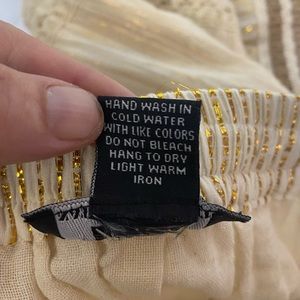 HAND WASH IN
COLD WATER
WITH LIKE COLORS
DO NOT BLEACH
HANG TO DRY
LIGHT WARM
IRON